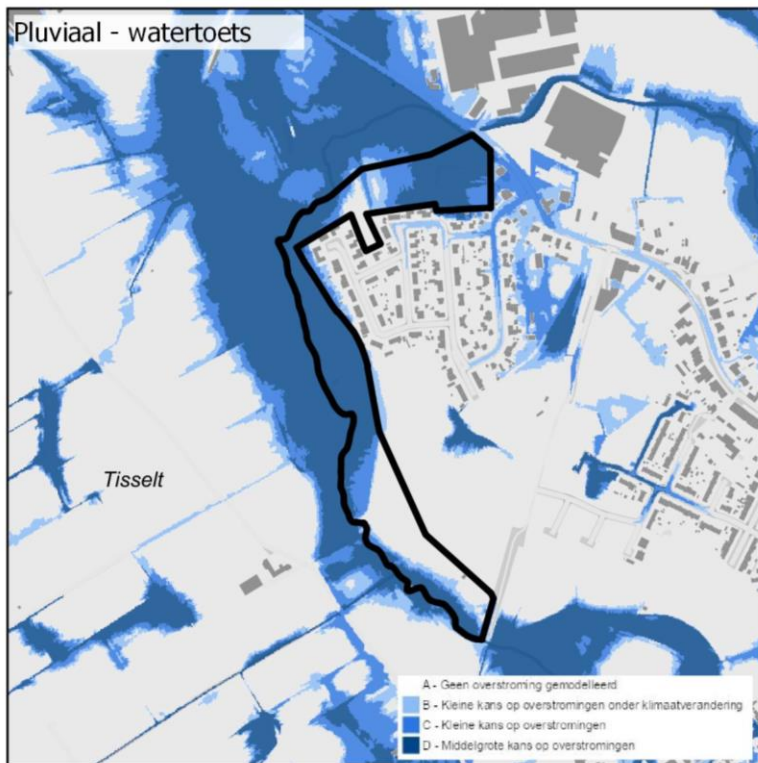 Pluviaal - watertoets
Tisselt
A - Geen overstroming gemodelleerd
B - Kleine kans op overstromingen onder klimaatverandering
C - Kleine kans op overstromingen
D - Middelgrote kans op overstromingen